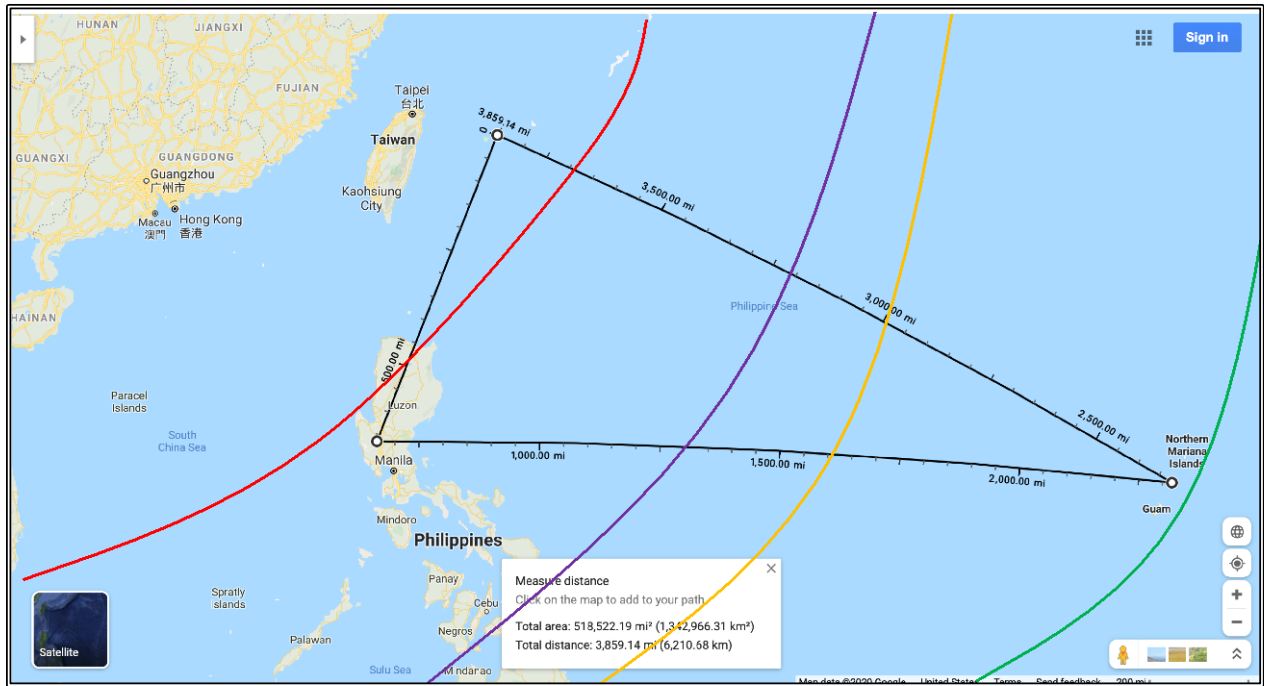 HUNAN
JIANGXI
Sign in
FUJIAN
Taipei
台北
3,859.14 mi
0
Taiwan
GUANGXI
GUANGDONG
Guangzhou
广州市
3,500.00 mi
Kaohsiung
City
Macau
澳門
Hong Kong
香港
Philippine Sea
3,000.00 mi
HAINAN
500.00 mi
Paracel
Islands
Luzon
South
China Sea
2,500.00 mi
Northern
Mariana
Islands
Manila
1,000.00 mi
1,500.00 mi
2,000.00 mi
Guam
Mindoro
Philippines
Panay
Measure distance
Click on the map to add to your path
Spratly
Islands
Cebu
Total area: 518,522.19 mi² (1,342,966.31 km²)
Negros
Total distance: 3,859.14 mi (6,210.68 km)
Palawan
Satellite
Sulu Sea
Mindanao
Map data ©2020 Google United States Terms Send feedback 200 mi